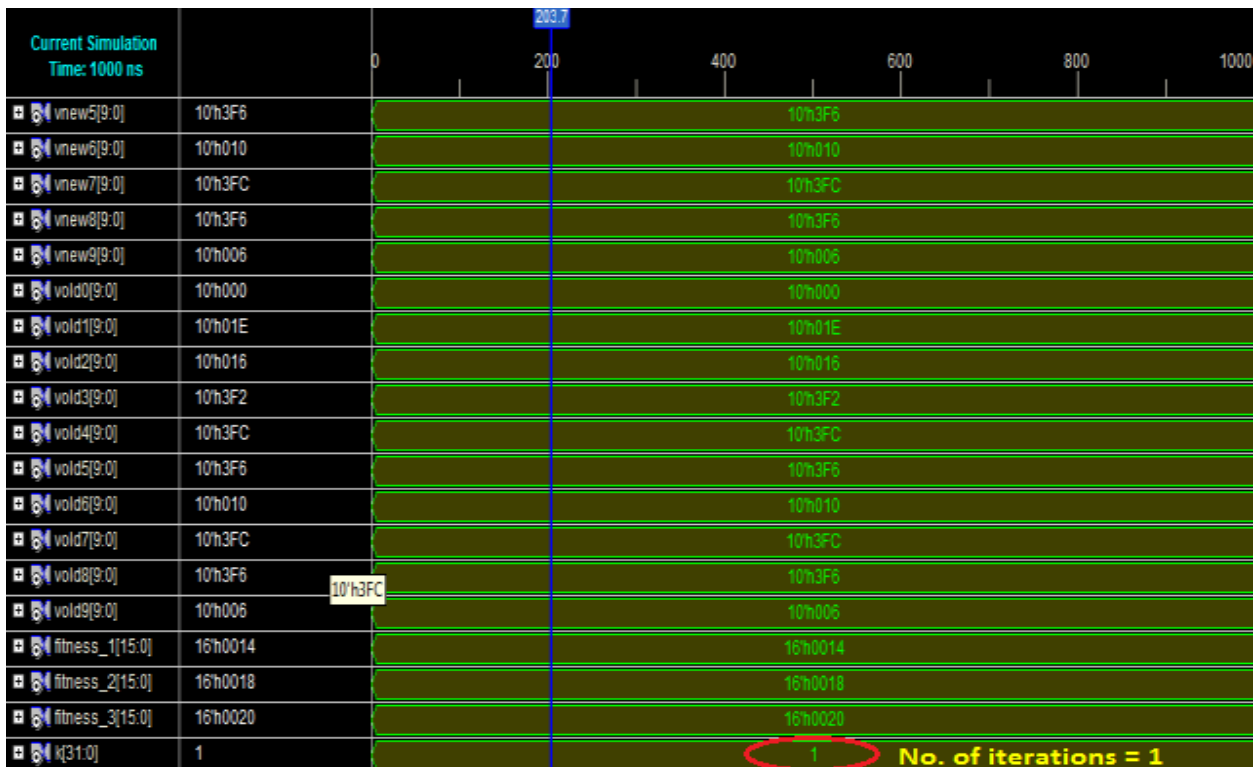 203.7
Current Simulation
Time: 1000 ns
0 200 400 600 800 1000
vnew5[9:0] 10'h3F6 10'h3F6
vnew6[9:0] 10'h010 10'h010
vnew7[9:0] 10'h3FC 10'h3FC
vnew8[9:0] 10'h3F6 10'h3F6
vnew9[9:0] 10'h006 10'h006
vold0[9:0] 10'h000 10'h000
vold1[9:0] 10'h01E 10'h01E
vold2[9:0] 10'h016 10'h016
vold3[9:0] 10'h3F2 10'h3F2
vold4[9:0] 10'h3FC 10'h3FC
vold5[9:0] 10'h3F6 10'h3F6
vold6[9:0] 10'h010 10'h010
vold7[9:0] 10'h3FC 10'h3FC
vold8[9:0] 10'h3F6 10'h3F6
10'h3FC
vold9[9:0] 10'h006 10'h006
fitness_1[15:0] 16'h0014 16'h0014
fitness_2[15:0] 16'h0018 16'h0018
fitness_3[15:0] 16'h0020 16'h0020
k[31:0] 1 1 No. of iterations = 1